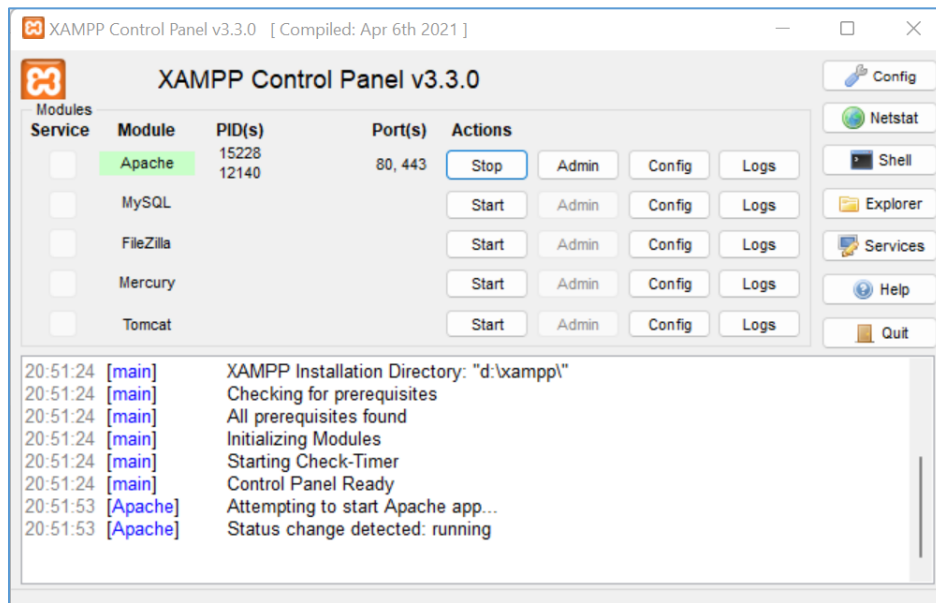 XAMPP Control Panel v3.3.0 [ Compiled: Apr 6th 2021 ]
XAMPP Control Panel v3.3.0
Config
Modules
Service Module PID(s) Port(s) Actions
Netstat
Apache 15228 12140 80, 443 Stop Admin Config Logs
Shell
MySQL Start Admin Config Logs
Explorer
FileZilla Start Admin Config Logs
Services
Mercury Start Admin Config Logs
Help
Tomcat Start Admin Config Logs
Quit
20:51:24 [main] XAMPP Installation Directory: "d:\xampp\"
20:51:24 [main] Checking for prerequisites
20:51:24 [main] All prerequisites found
20:51:24 [main] Initializing Modules
20:51:24 [main] Starting Check-Timer
20:51:24 [main] Control Panel Ready
20:51:53 [Apache] Attempting to start Apache app...
20:51:53 [Apache] Status change detected: running